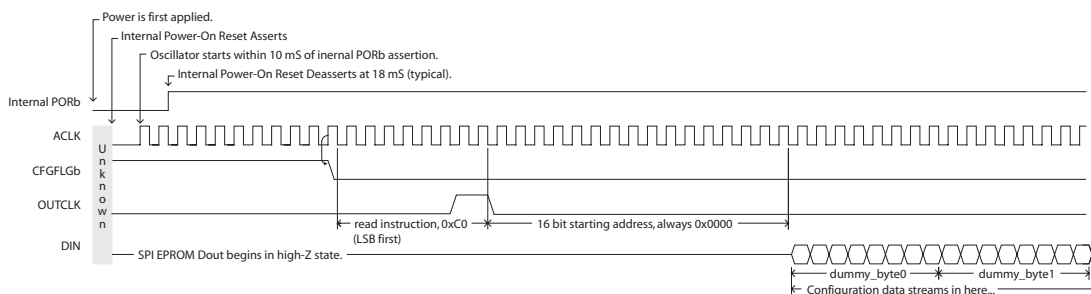 Power is first applied.
Internal Power-On Reset Asserts
Oscillator starts within 10 mS of inernal PORb assertion.
Internal Power-On Reset Deasserts at 18 mS (typical).
Internal PORb
ACLK
CFGFLGb
OUTCLK
DIN
Unknown
read instruction, 0xC0
(LSB first)
16 bit starting address, always 0x0000
SPI EPROM Dout begins in high-Z state.
dummy_byte0
dummy_byte1
Configuration data streams in here...